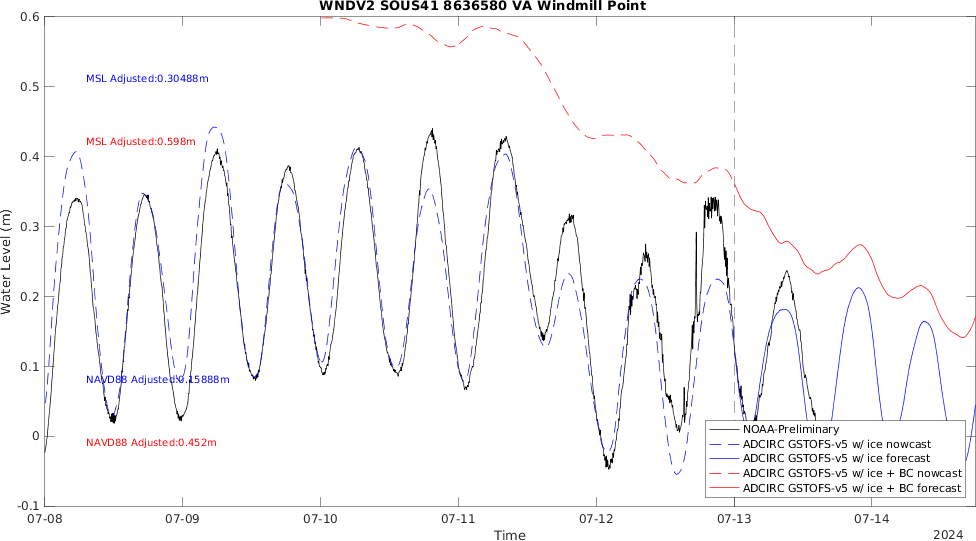 WNDV2 SOUS41 8636580 VA Windmill Point
0.6
0.5
0.4
0.3
0.2
0.1
0
-0.1
Water Level (m)
MSL Adjusted:0.30488m
MSL Adjusted:0.598m
NAVD88 Adjusted:0.15888m
NAVD88 Adjusted:0.452m
NOAA-Preliminary
ADCIRC GSTOFS-v5 w/ ice nowcast
ADCIRC GSTOFS-v5 w/ ice forecast
ADCIRC GSTOFS-v5 w/ ice + BC nowcast
ADCIRC GSTOFS-v5 w/ ice + BC forecast
07-08 07-09 07-10 07-11 07-12 07-13 07-14
Time
2024